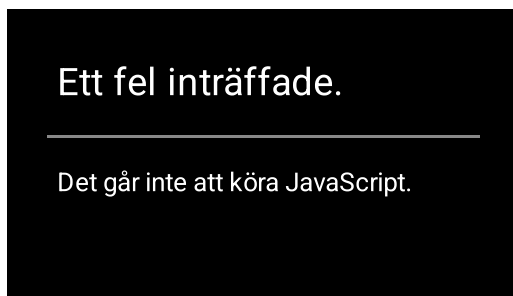 Ett fel inträffade.
Det går inte att köra JavaScript.